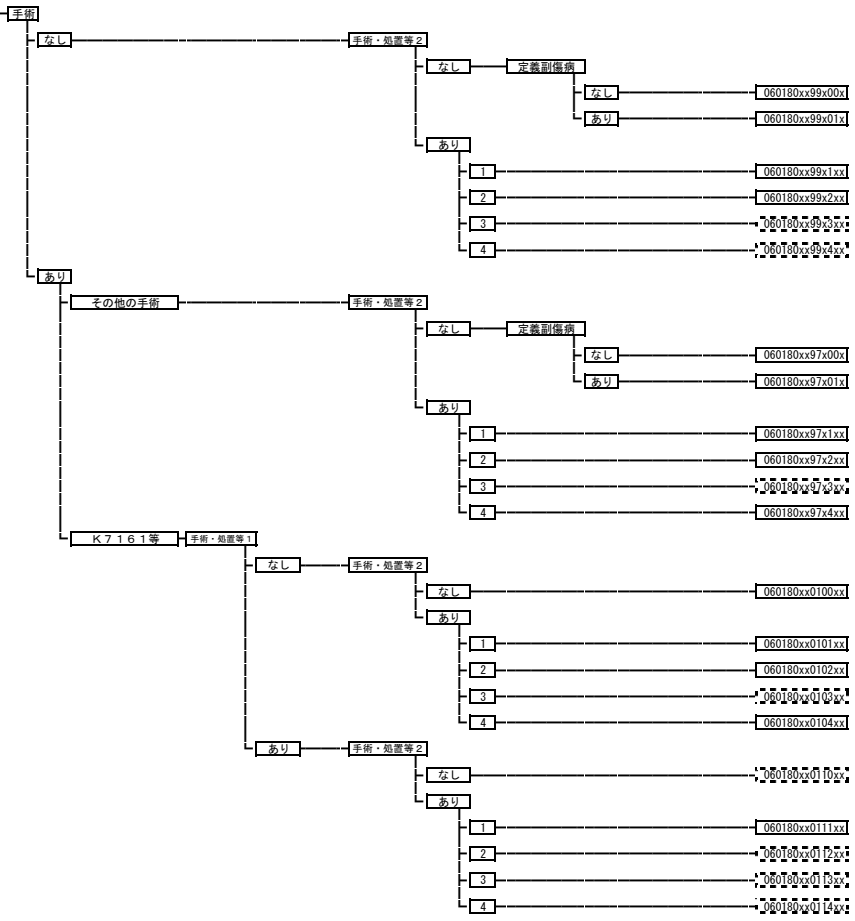 手術
なし 手術・処置等２
なし 定義副傷病
なし 060180xx99x00x
あり 060180xx99x01x
あり
1 060180xx99x1xx
2 060180xx99x2xx
3 060180xx99x3xx
4 060180xx99x4xx
あり
その他の手術 手術・処置等２
なし 定義副傷病
なし 060180xx97x00x
あり 060180xx97x01x
あり
1 060180xx97x1xx
2 060180xx97x2xx
3 060180xx97x3xx
4 060180xx97x4xx
Ｋ７１６１等 手術・処置等１
なし 手術・処置等２
なし 060180xx0100xx
あり
1 060180xx0101xx
2 060180xx0102xx
3 060180xx0103xx
4 060180xx0104xx
あり 手術・処置等２
なし 060180xx0110xx
あり
1 060180xx0111xx
2 060180xx0112xx
3 060180xx0113xx
4 060180xx0114xx